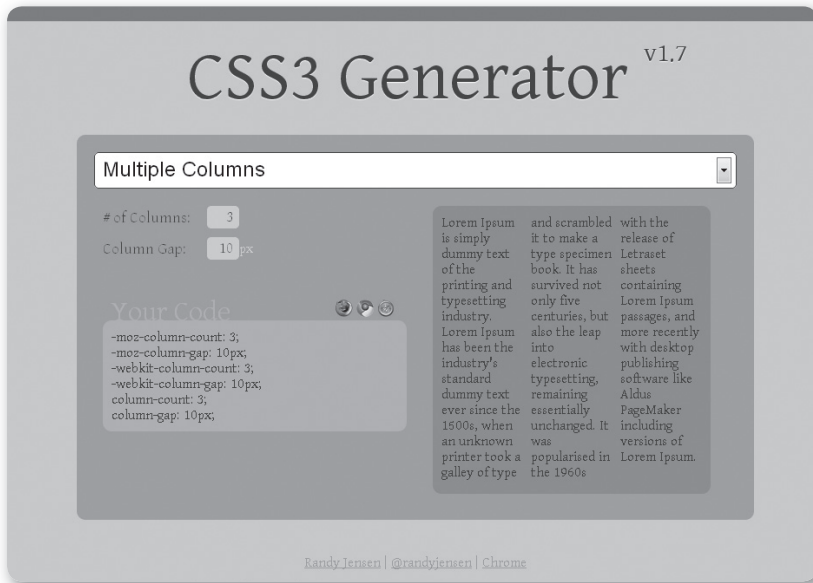 CSS3 Generator v1.7
Multiple Columns
# of Columns: 3
Column Gap: 10 px
Your Code
-moz-column-count: 3;
-moz-column-gap: 10px;
-webkit-column-count: 3;
-webkit-column-gap: 10px;
column-count: 3;
column-gap: 10px;
Lorem Ipsum
is simply
dummy text
of the
printing and
typesetting
industry.
Lorem Ipsum
has been the
industry's
standard
dummy text
ever since the
1500s, when
an unknown
printer took a
galley of type
and scrambled
it to make a
type specimen
book. It has
survived not
only five
centuries, but
also the leap
into
electronic
typesetting,
remaining
essentially
unchanged. It
was
popularised in
the 1960s
with the
release of
Letraset
sheets
containing
Lorem Ipsum
passages, and
more recently
with desktop
publishing
software like
Aldus
PageMaker
including
versions of
Lorem Ipsum.
Randy Jensen | @randyjensen | Chrome